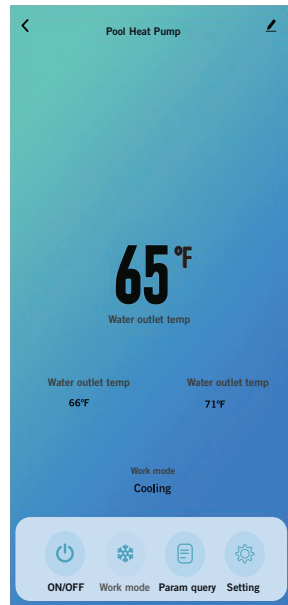 Pool Heat Pump
65°F
Water outlet temp
Water outlet temp Water outlet temp
66°F 71°F
Work mode
Cooling
ON/OFF Work mode Param query Setting